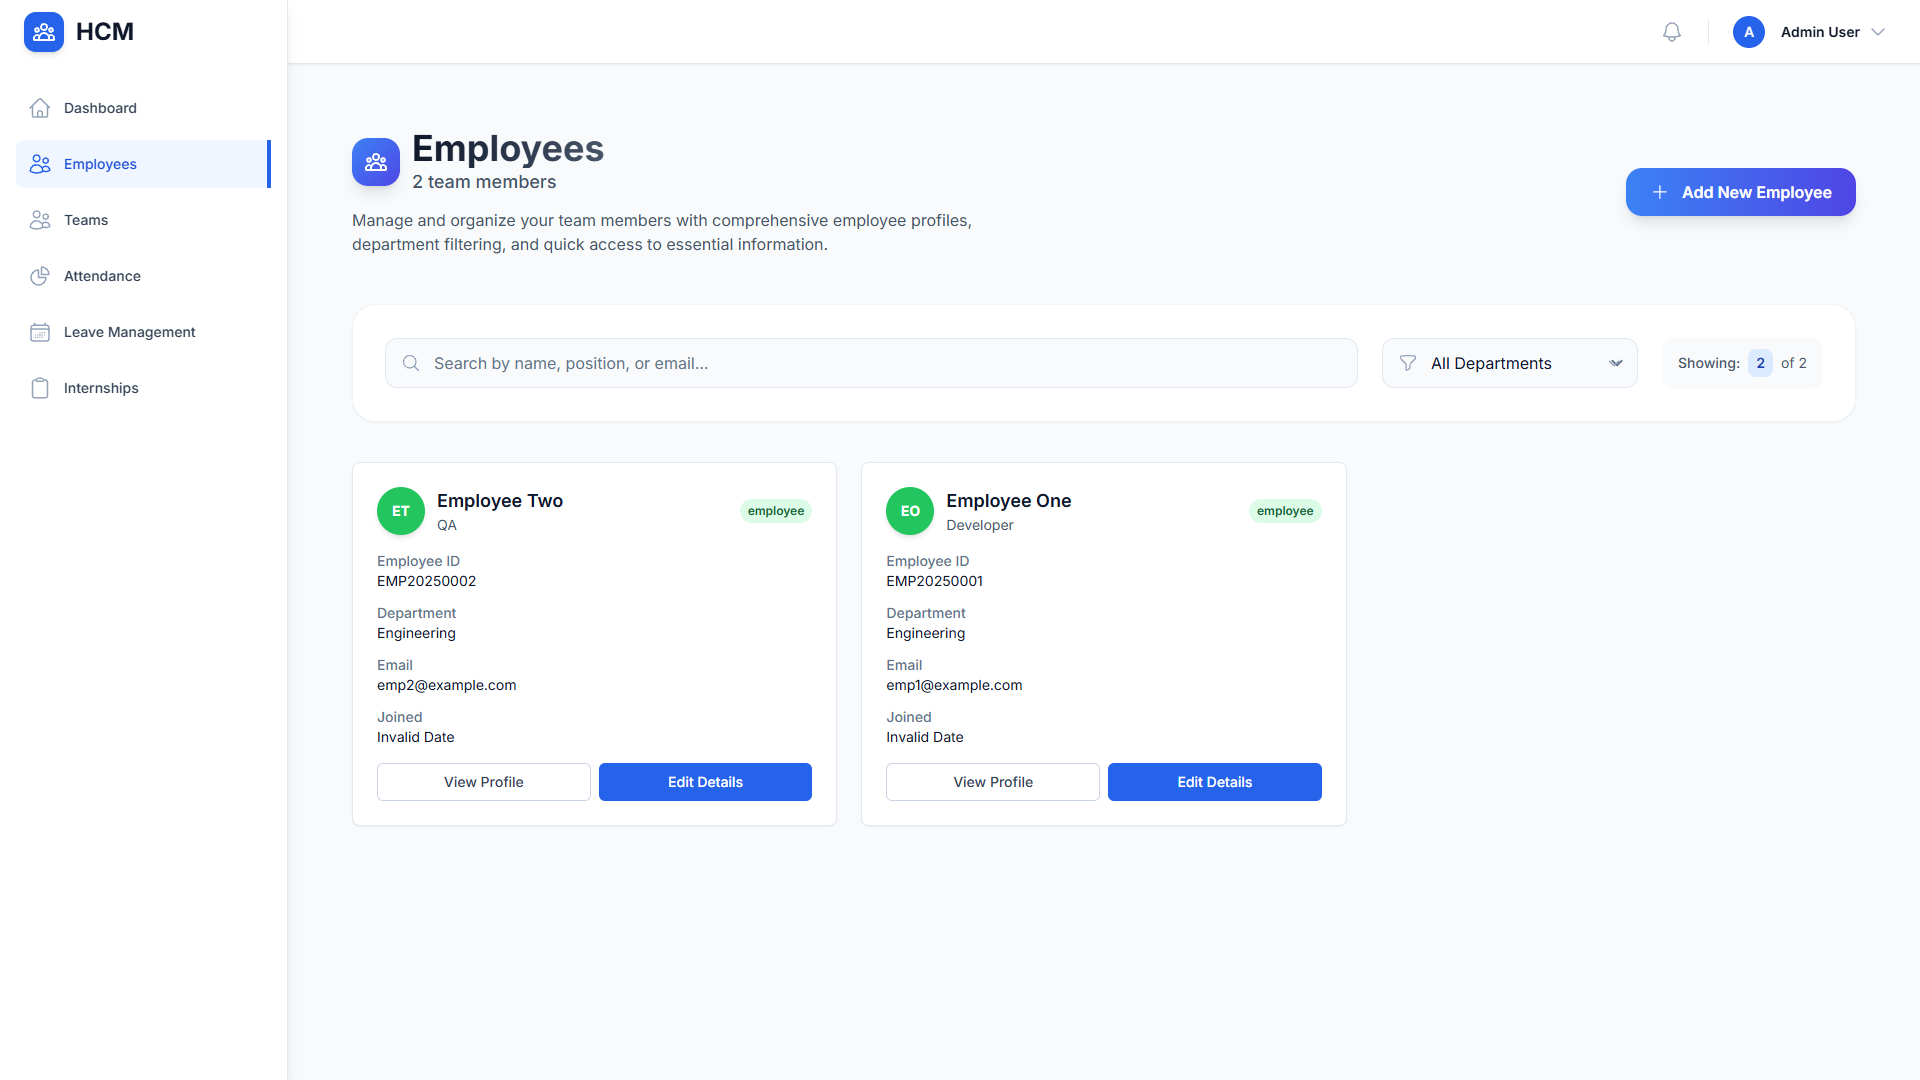 HCM
A
Admin User
Dashboard
Employees
Teams
Attendance
Leave Management
Internships
Employees
2 team members
Manage and organize your team members with comprehensive employee profiles,
department filtering, and quick access to essential information.
Add New Employee
Search by name, position, or email...
All Departments
Showing: 2 of 2
ET
Employee Two
QA
employee
Employee ID
EMP20250002
Department
Engineering
Email
emp2@example.com
Joined
Invalid Date
View Profile
Edit Details
EO
Employee One
Developer
employee
Employee ID
EMP20250001
Department
Engineering
Email
emp1@example.com
Joined
Invalid Date
View Profile
Edit Details